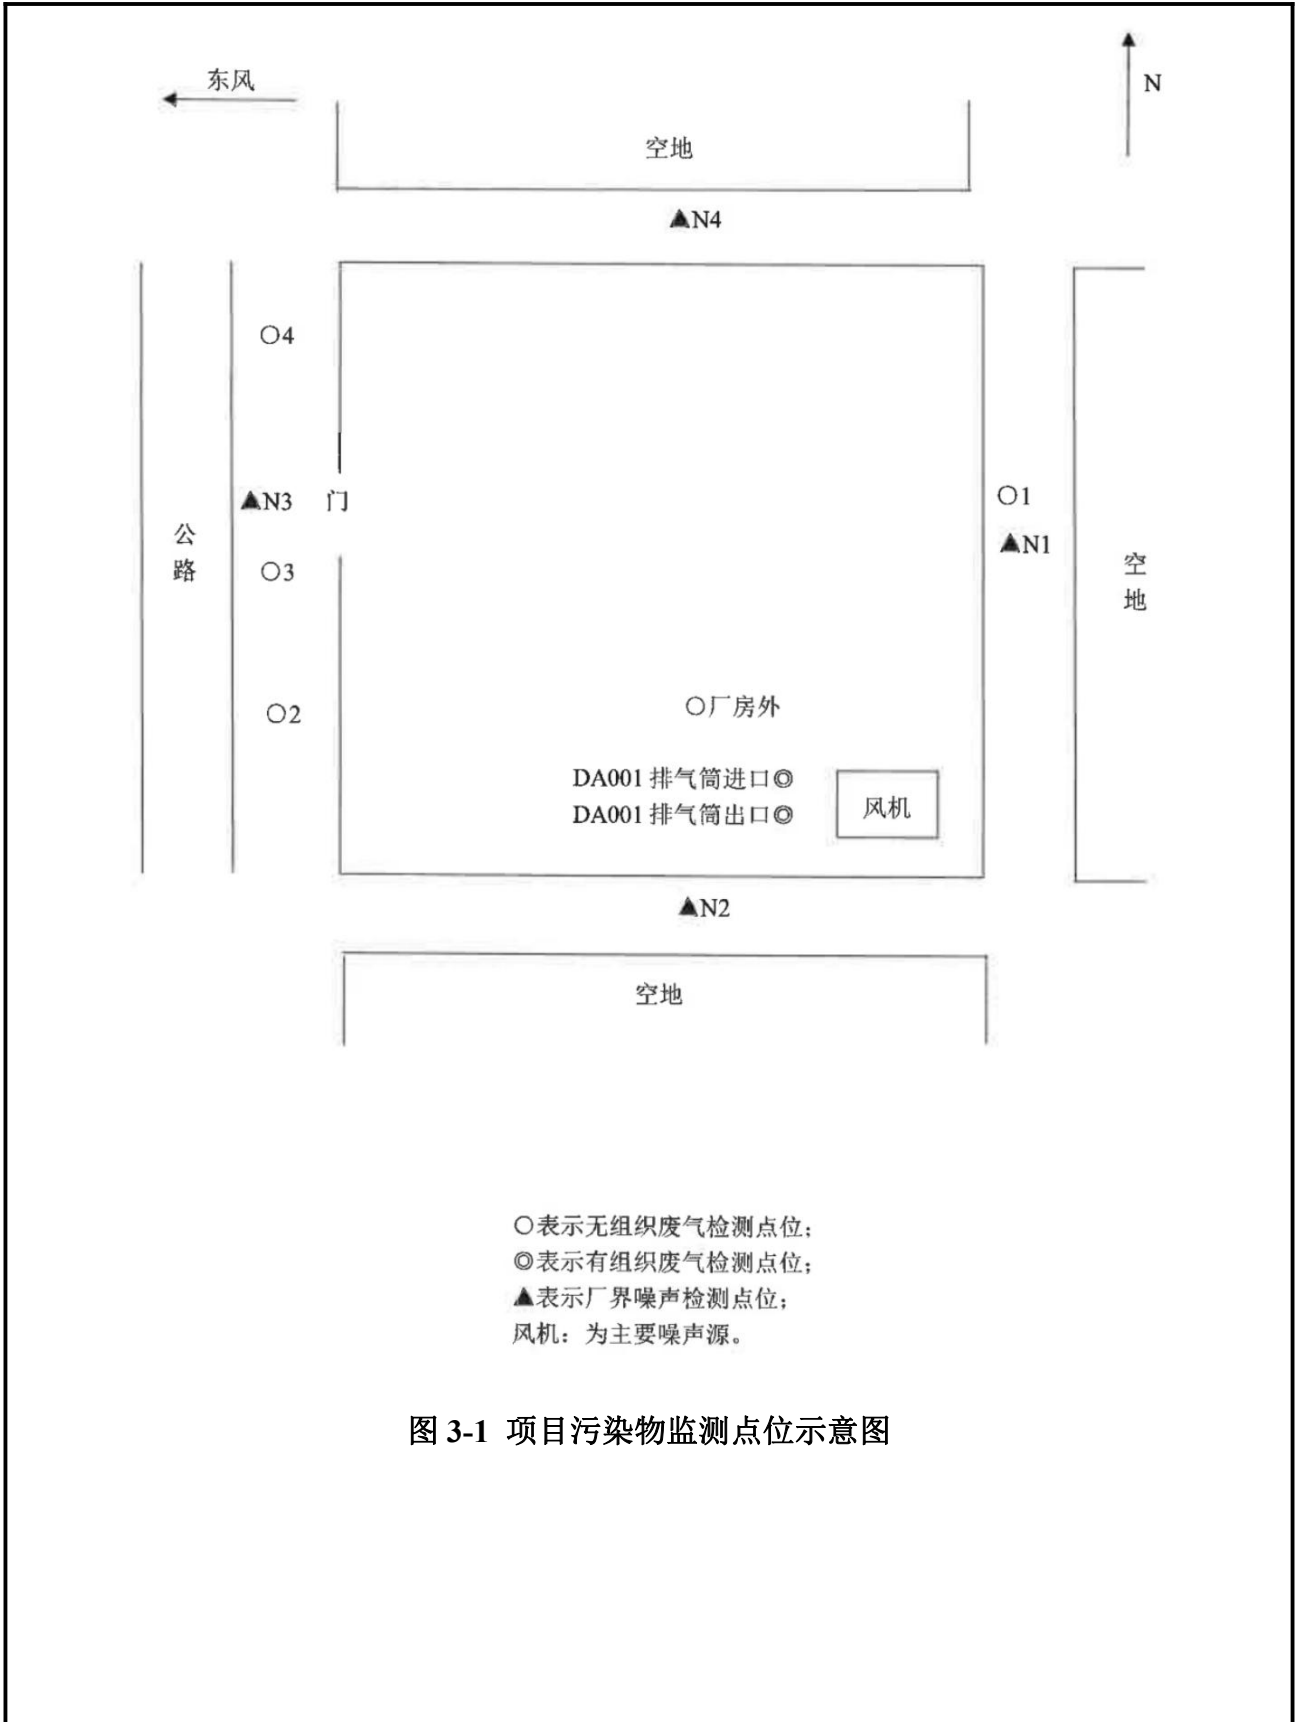 东风
N
空地
▲N4
○4
▲N3
门
○1
▲N1
公路
○3
空地
○2
○厂房外
DA001 排气筒进口◎
DA001 排气筒出口◎
风机
▲N2
空地
○表示无组织废气检测点位;
◎表示有组织废气检测点位;
▲表示厂界噪声检测点位;
风机: 为主要噪声源。
图 3-1 项目污染物监测点位示意图